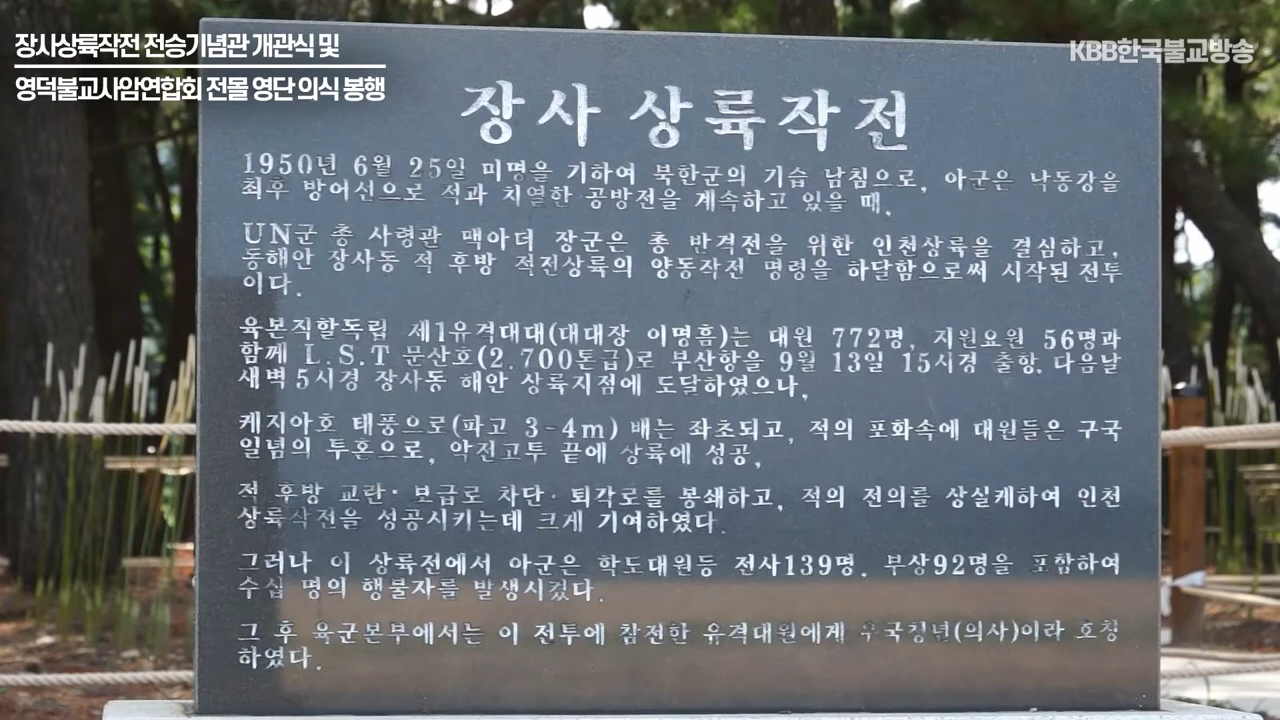 장사상륙작전 전승기념관 개관식 및
영덕불교사암연합회 전몰 영단 의식 봉행
KBB한국불교방송
장사 상륙작전
1950년 6월 25일 미명을 기하여 북한군의 기습 남침으로, 아군은 낙동강을
최후 방어선으로 적과 치열한 공방전을 계속하고 있을 때,
UN군 총 사령관 맥아더 장군은 총 반격전을 위한 인천상륙을 결심하고,
동해안 장사동 적 후방 적전상륙의 양동작전 명령을 하달함으로써 시작된 전투
이다.
육본직할독립 제1유격대대(대대장 이명흠)는 대원 772명, 지원요원 56명과
함께 L.S.T 문산호(2.700톤급)로 부산항을 9월 13일 15시경 출항, 다음날
새벽 5시경 장사동 해안 상륙지점에 도달하였으나,
케지아호 태풍으로(파고 3-4m) 배는 좌초되고, 적의 포화속에 대원들은 구국
일념의 투혼으로, 악전고투 끝에 상륙에 성공,
적 후방 교란·보급로 차단·퇴각로를 봉쇄하고, 적의 전의를 상실케하여 인천
상륙작전을 성공시키는데 크게 기여하였다.
그러나 이 상륙전에서 아군은 학도대원등 전사139명, 부상92명을 포함하여
수십 명의 행불자를 발생시켰다.
그 후 육군본부에서는 이 전투에 참전한 유격대원에게 우국청년(의사)이라 호칭
하였다.